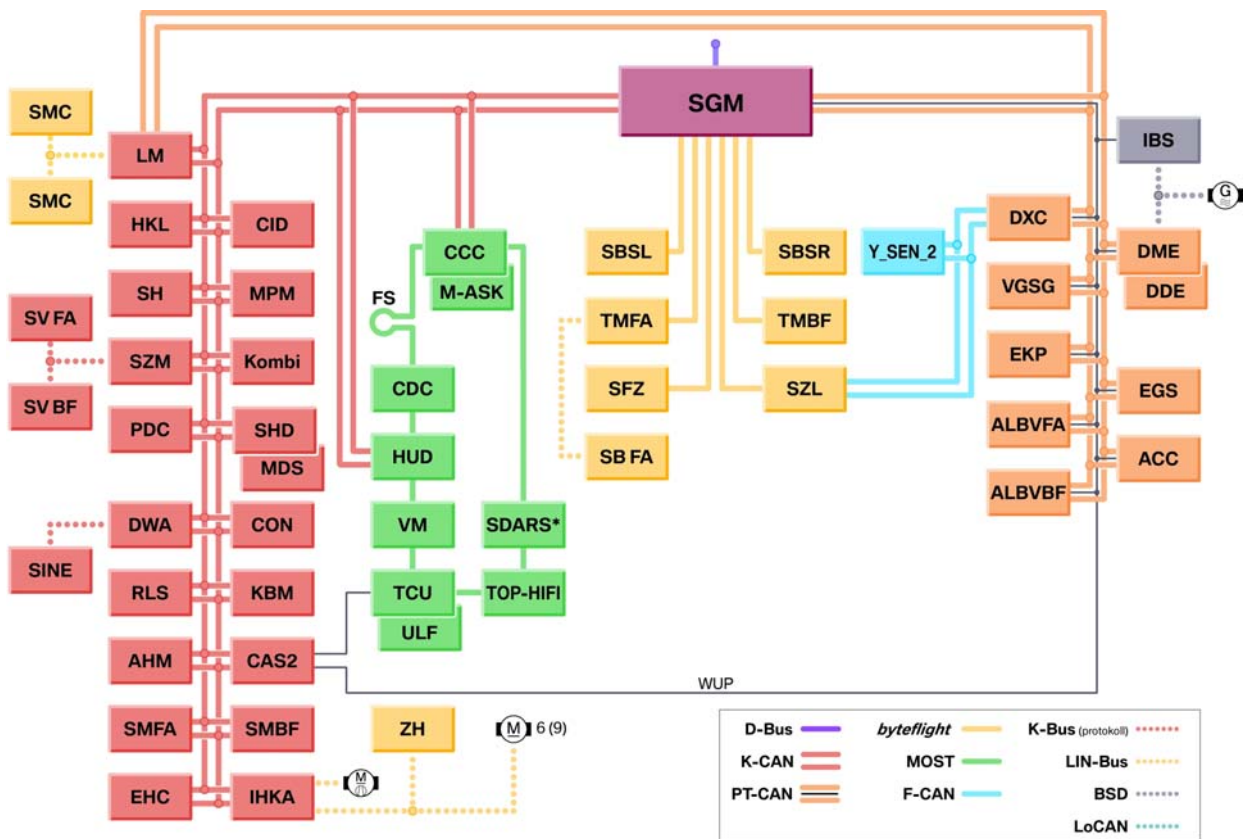 SGM
SMC
LM
IBS
SMC
G
HKL
CID
DXC
CCC
SBSL
SBSR
Y_SEN_2
DME
M-ASK
DDE
FS
SH
MPM
VGSG
SV FA
TMFA
TMBF
SZM
Kombi
EKP
CDC
SFZ
SZL
EGS
SV BF
PDC
SHD
ALBVFA
HUD
SB FA
ACC
MDS
ALBVBF
DWA
CON
VM
SDARS*
SINE
RLS
KBM
TCU
TOP-HIFI
ULF
AHM
CAS2
WUP
SMFA
SMBF
ZH
M 6 (9)
M
EHC
IHKA
D-Bus
K-CAN
PT-CAN
byteflight
MOST
F-CAN
K-Bus (protokoll)
LIN-Bus
BSD
LoCAN